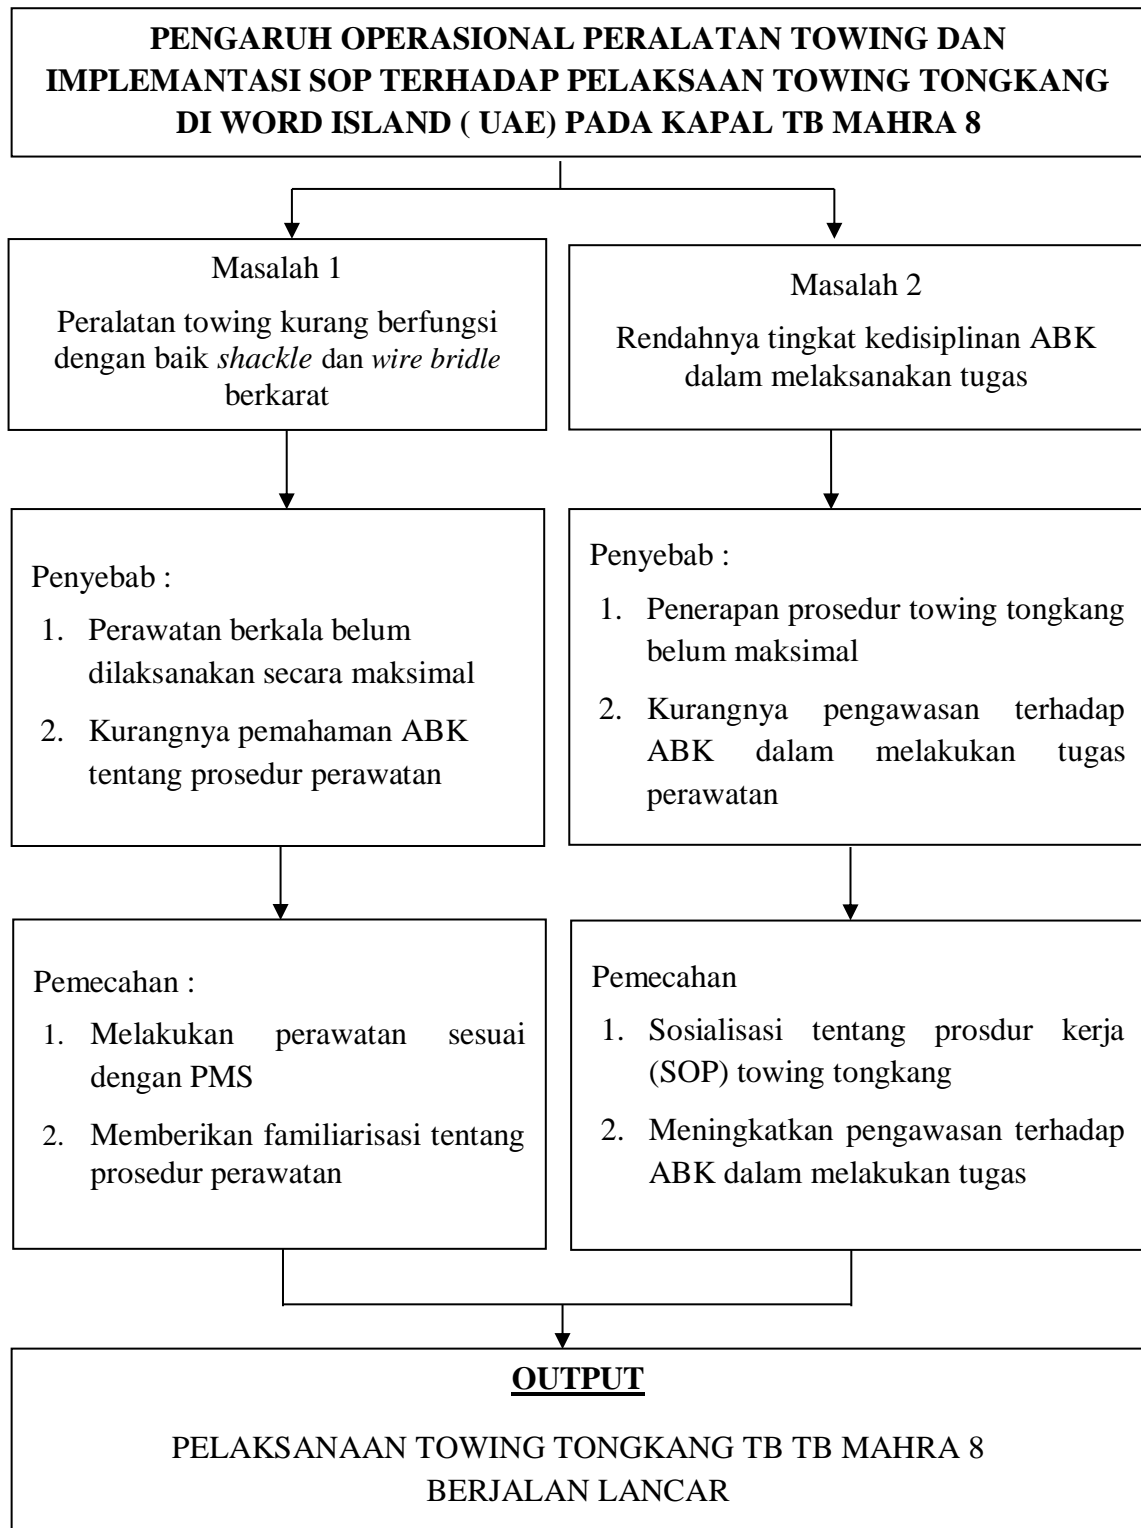 PENGARUH OPERASIONAL PERALATAN TOWING DAN
IMPLEMANTASI SOP TERHADAP PELAKSAAN TOWING TONGKANG
DI WORD ISLAND ( UAE) PADA KAPAL TB MAHRA 8
Masalah 1
Peralatan towing kurang berfungsi
dengan baik shackle dan wire bridle
berkarat
Masalah 2
Rendahnya tingkat kedisiplinan ABK
dalam melaksanakan tugas
Penyebab :
1. Perawatan berkala belum
dilaksanakan secara maksimal
2. Kurangnya pemahaman ABK
tentang prosedur perawatan
Penyebab :
1. Penerapan prosedur towing tongkang
belum maksimal
2. Kurangnya pengawasan terhadap
ABK dalam melakukan tugas
perawatan
Pemecahan :
1. Melakukan perawatan sesuai
dengan PMS
2. Memberikan familiarisasi tentang
prosedur perawatan
Pemecahan
1. Sosialisasi tentang prosdur kerja
(SOP) towing tongkang
2. Meningkatkan pengawasan terhadap
ABK dalam melakukan tugas
OUTPUT
PELAKSANAAN TOWING TONGKANG TB TB MAHRA 8
BERJALAN LANCAR